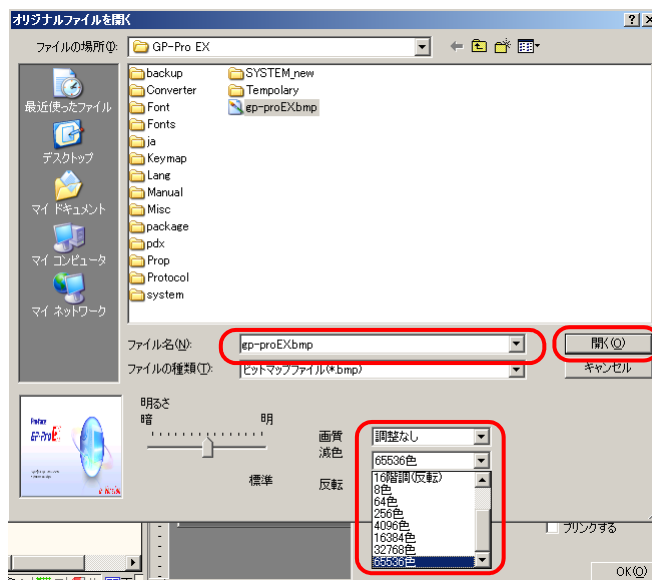 オリジナルファイルを開く
ファイルの場所(I):
GP-Pro EX
最近使ったファイル
デスクトップ
マイ ドキュメント
マイ コンピュータ
マイ ネットワーク
backup
Converter
Font
Fonts
ja
Keymap
Lang
Manual
Misc
package
pdx
Prop
Protocol
system
SYSTEM_new
Tempolary
gp-proEX.bmp
ファイル名(N):
gp-proEX.bmp
開く(O)
ファイルの種類(T):
ビットマップファイル(*.bmp)
キャンセル
Pro-face
GP-Pro EX
明るさ
暗 明
標準
画質
調整なし
減色
65536色
反転
16階調(反転)
8色
64色
256色
4096色
16384色
32768色
65536色
ブリンクする
OK(O)